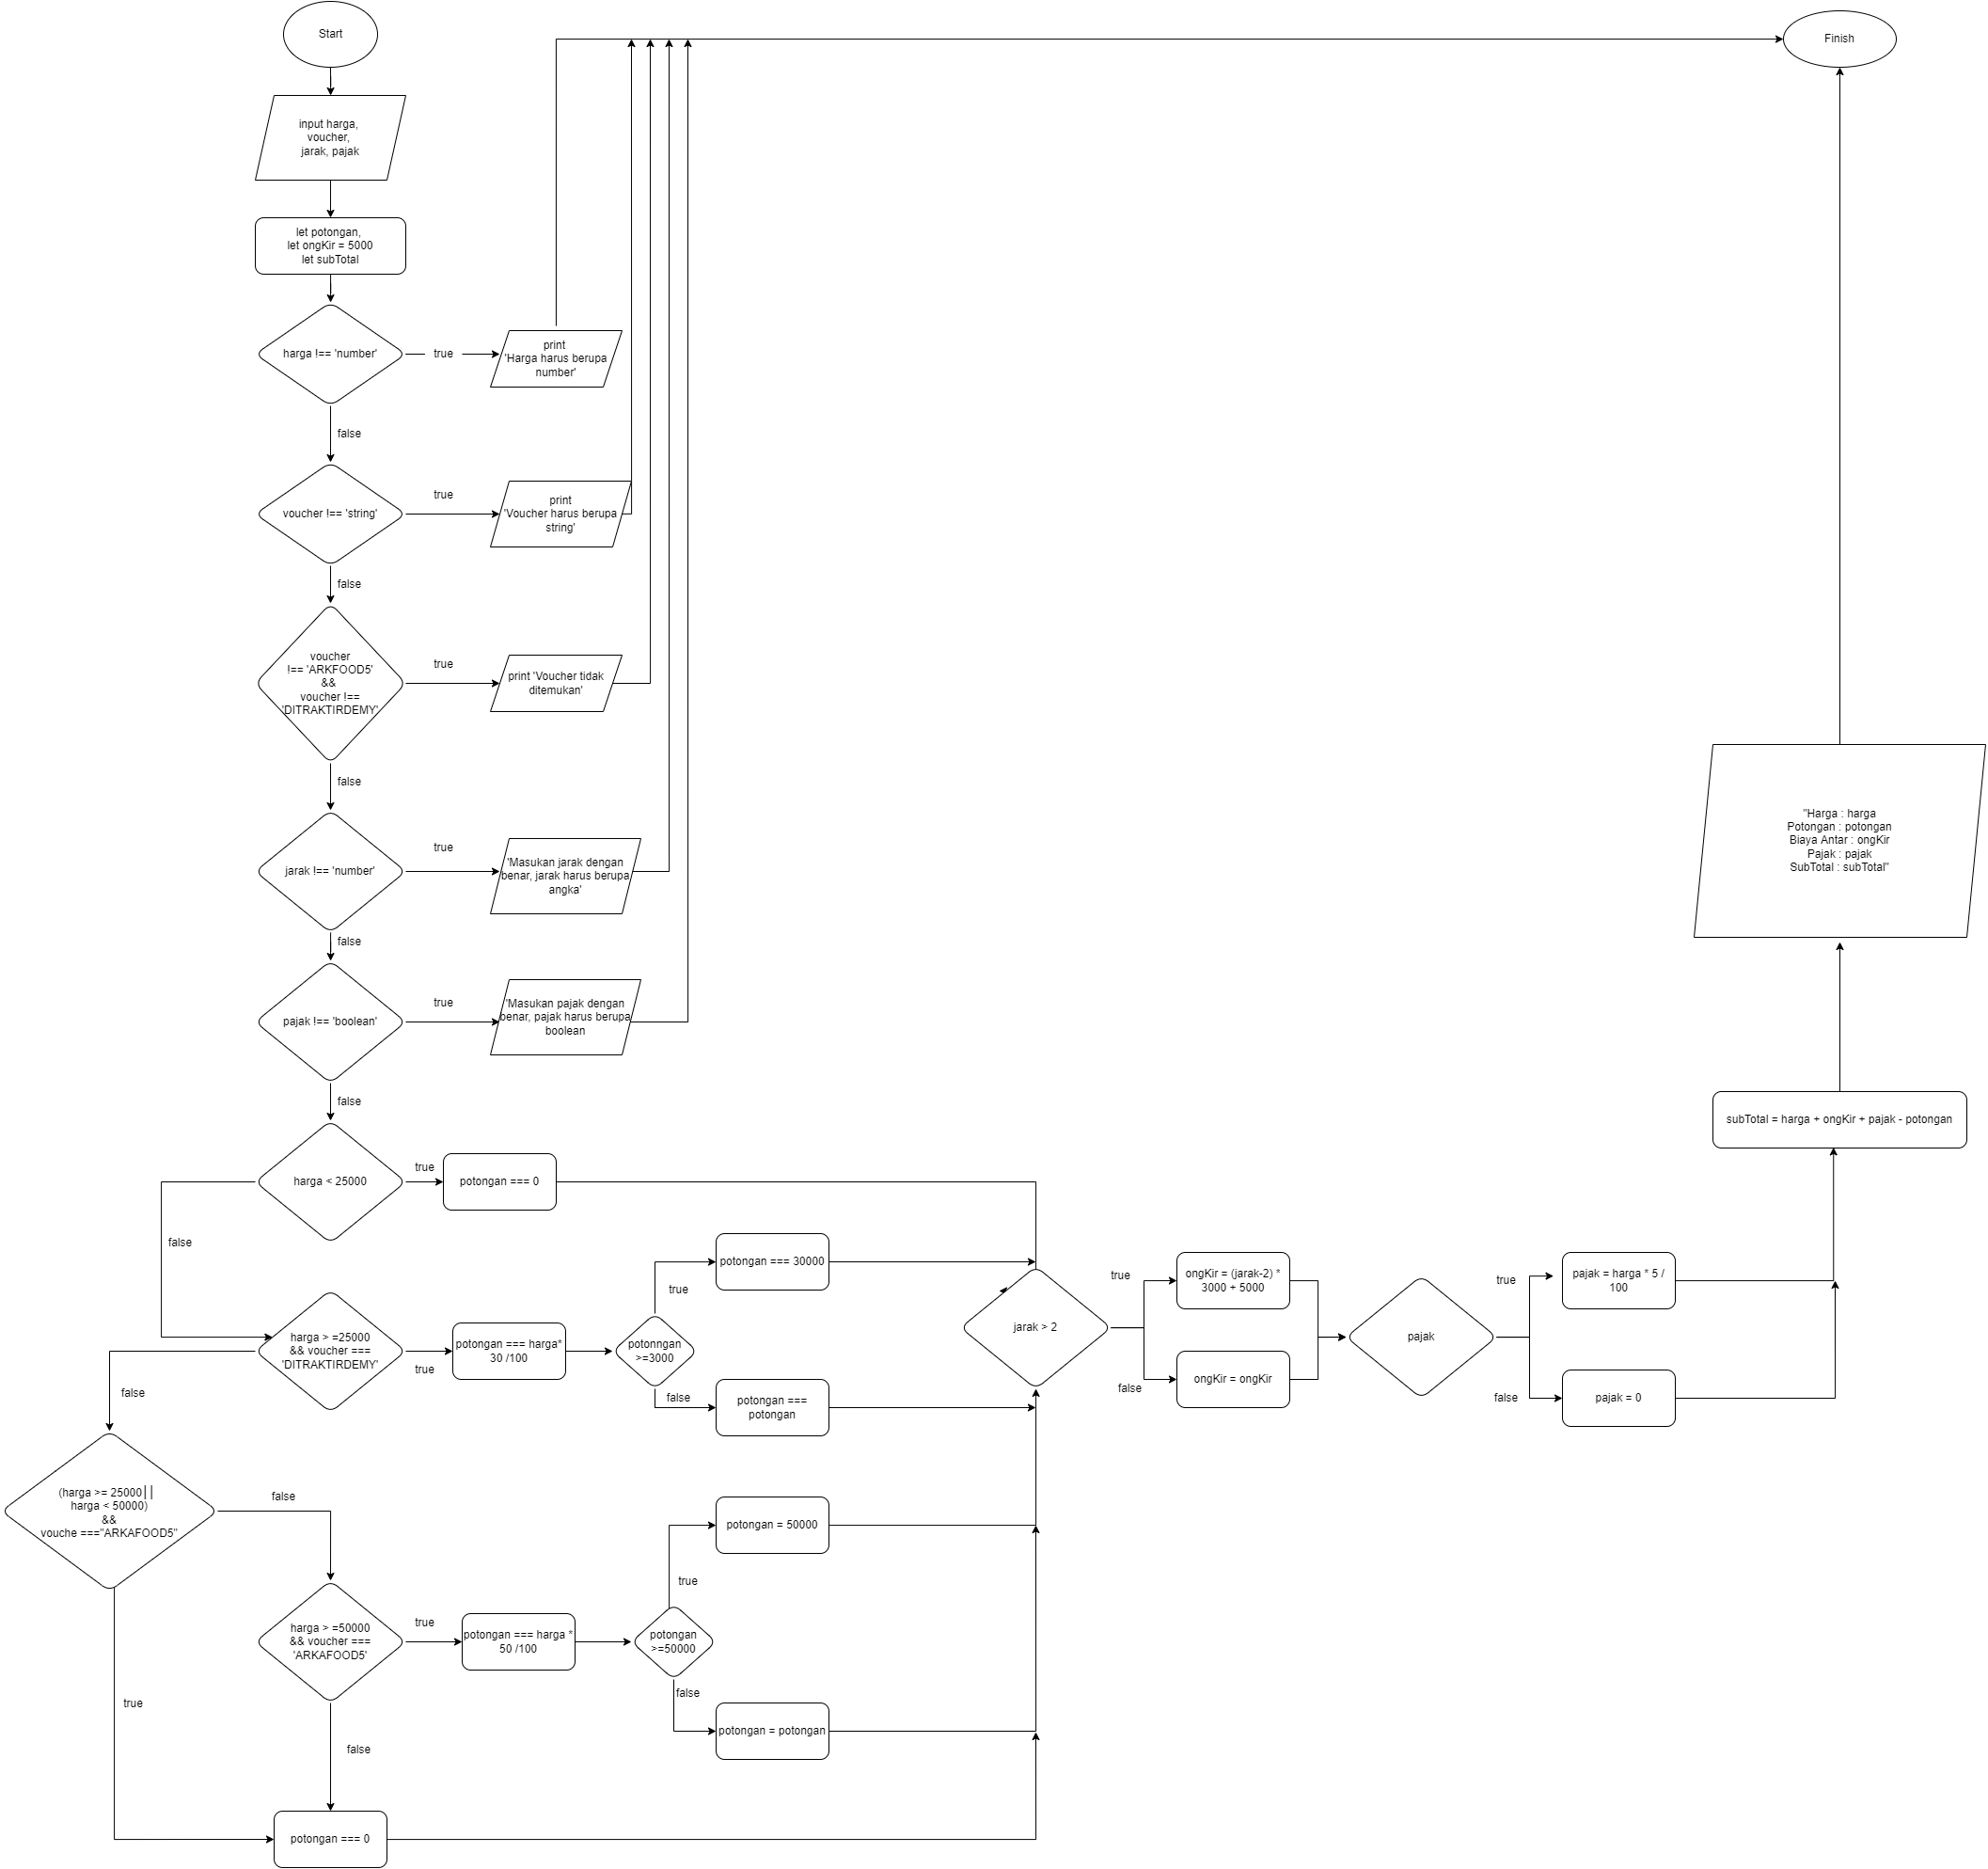 Start
Finish
input harga,
voucher,
jarak, pajak
let potongan,
let ongKir = 5000
let subTotal
harga !== 'number'
true
print
'Harga harus berupa
number'
false
voucher !== 'string'
true
print
'Voucher harus berupa
string'
false
voucher
!== 'ARKFOOD5'
&&
voucher !==
'DITRAKTIRDEMY'
true
print 'Voucher tidak
ditemukan'
false
jarak !== 'number'
true
'Masukan jarak dengan
benar, jarak harus berupa
angka'
false
"Harga : harga
Potongan : potongan
Biaya Antar : ongKir
Pajak : pajak
SubTotal : subTotal"
pajak !== 'boolean'
true
'Masukan pajak dengan
benar, pajak harus berupa
boolean
false
subTotal = harga + ongKir + pajak - potongan
harga < 25000
true
potongan === 0
false
harga > =25000
&& voucher ===
'DITRAKTIRDEMY'
true
potongan === harga*
30 /100
potonngan
>=3000
true
potongan === 30000
false
potongan ===
potongan
jarak > 2
true
ongKir = (jarak-2) *
3000 + 5000
false
ongKir = ongKir
pajak
true
pajak = harga * 5 /
100
false
pajak = 0
false
(harga >= 25000||
harga < 50000)
&&
vouche ==="ARKAFOOD5"
false
true
harga > =50000
&& voucher ===
'ARKAFOOD5'
true
potongan === harga *
50 /100
potongan
>=50000
true
potongan = 50000
false
potongan = potongan
false
potongan === 0